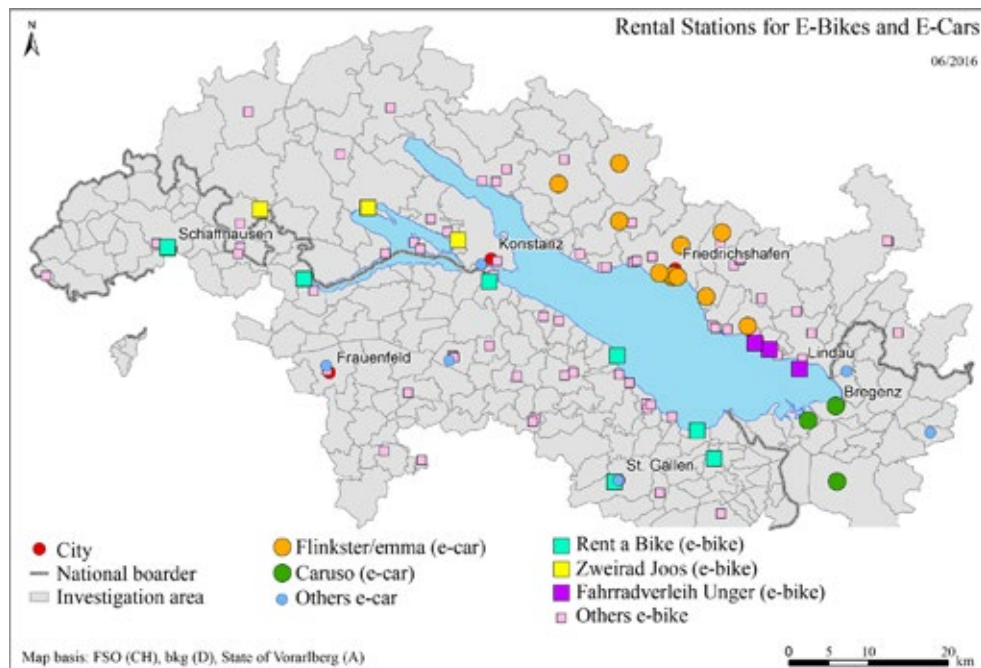 N
Rental Stations for E-Bikes and E-Cars
06/2016
Schaffhausen
Konstanz
Friedrichshafen
Frauenfeld
Lindau
Bregenz
St. Gallen
City
National boarder
Investigation area
Flinkster/emma (e-car)
Caruso (e-car)
Others e-car
Rent a Bike (e-bike)
Zweirad Joos (e-bike)
Fahrradverleih Unger (e-bike)
Others e-bike
Map basis: FSO (CH), bkg (D), State of Vorarlberg (A)
0 5 10 20
km